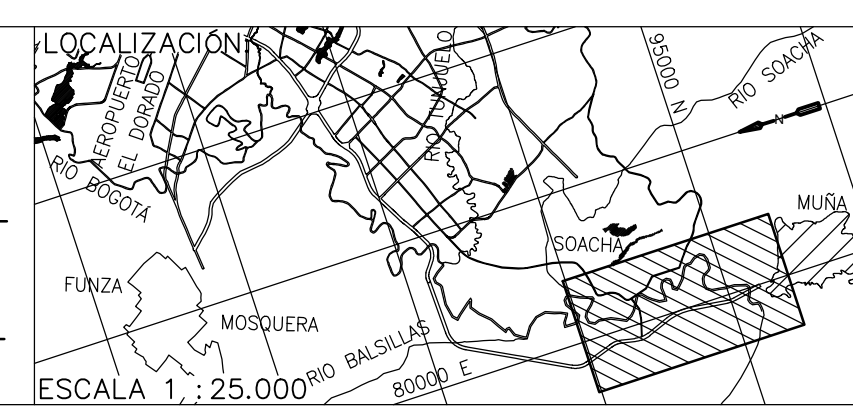 LOCALIZACIÓN:
AEROPUERTO
EL DORADO
RIO BOGOTÁ
RIO TUNJUELO
95000 N
RIO SOACHA
N
MUÑA
SOACHA
FUNZA
MOSQUERA
RIO BALSILLAS
80000 E
ESCALA 1 : 25.000